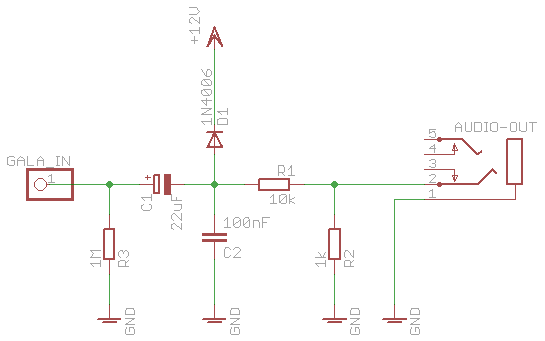 +12V
1N4006
D1
AUDIO-OUT
5
4
3
2
1
GALA_IN
1
+
C1
22uF
R1
10k
100nF
C2
1M
R3
1k
R2
GND
GND
GND
GND